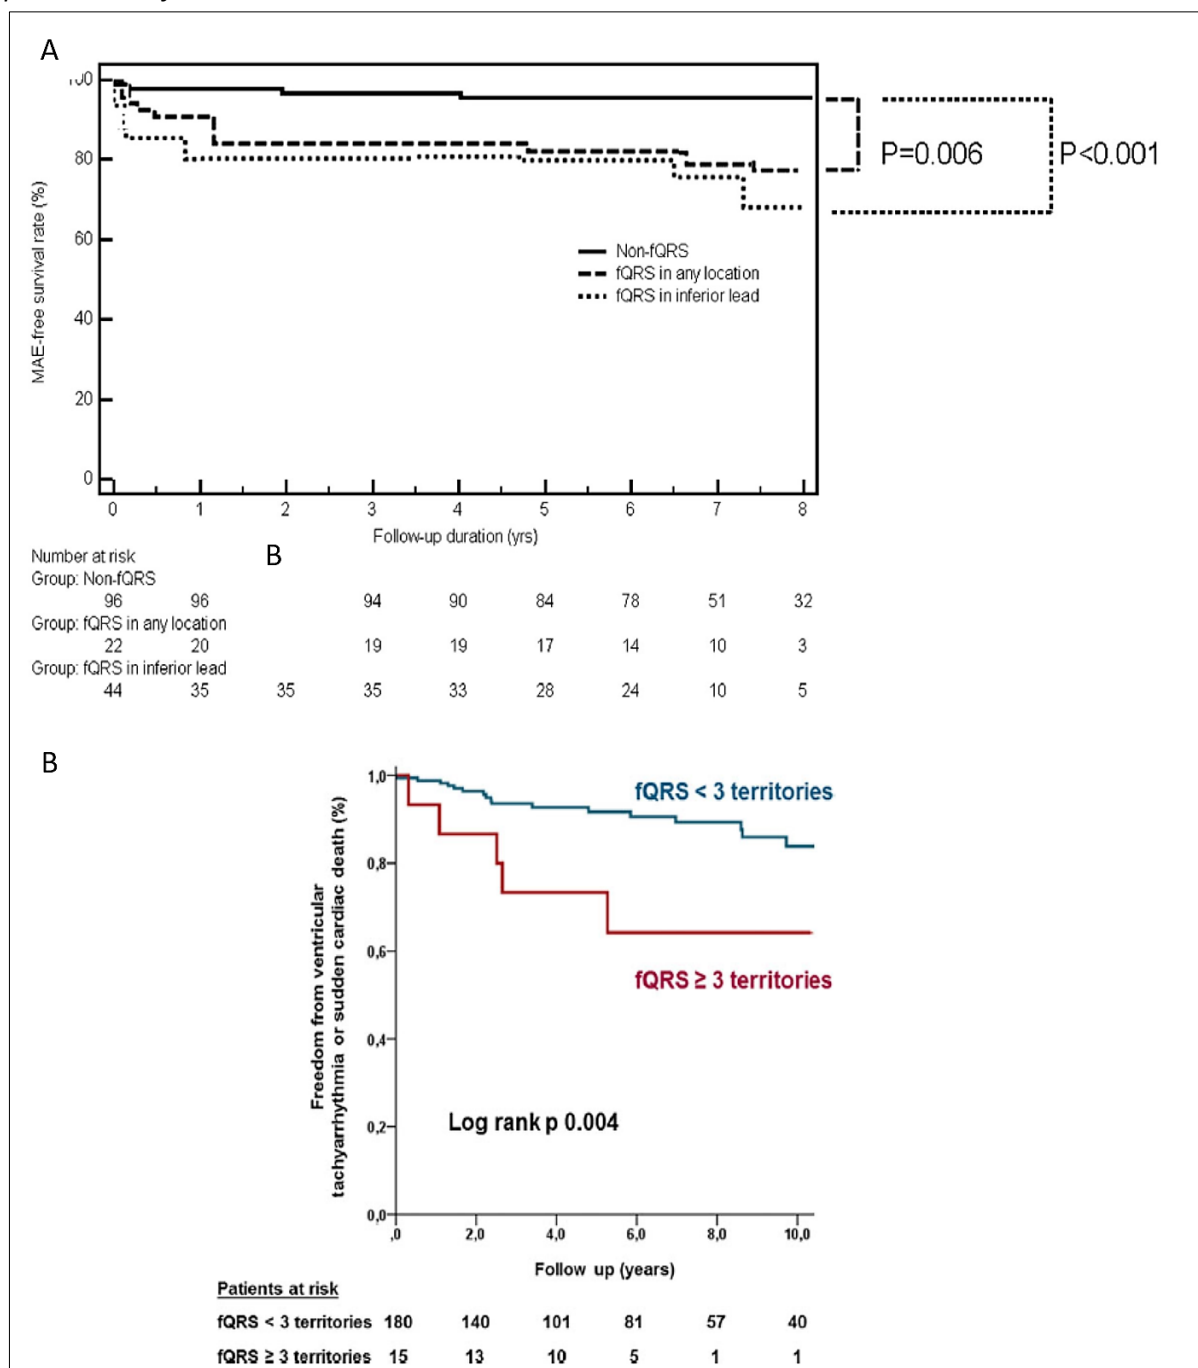 A
100
80
60
40
20
0
MAE-free survival rate (%)
P=0.006
P<0.001
Non-fQRS
fQRS in any location
fQRS in inferior lead
0 1 2 3 4 5 6 7 8
Follow-up duration (yrs)
B
Number at risk
Group: Non-fQRS
96 96 94 90 84 78 51 32
Group: fQRS in any location
22 20 19 19 17 14 10 3
Group: fQRS in inferior lead
44 35 35 35 33 28 24 10 5
B
1,0
0,8
0,6
0,4
0,2
0,0
Freedom from ventricular
tachyarrhythmia or sudden cardiac death (%)
fQRS < 3 territories
fQRS ≥ 3 territories
Log rank p 0.004
,0 2,0 4,0 6,0 8,0 10,0
Follow up (years)
Patients at risk
fQRS < 3 territories 180 140 101 81 57 40
fQRS ≥ 3 territories 15 13 10 5 1 1